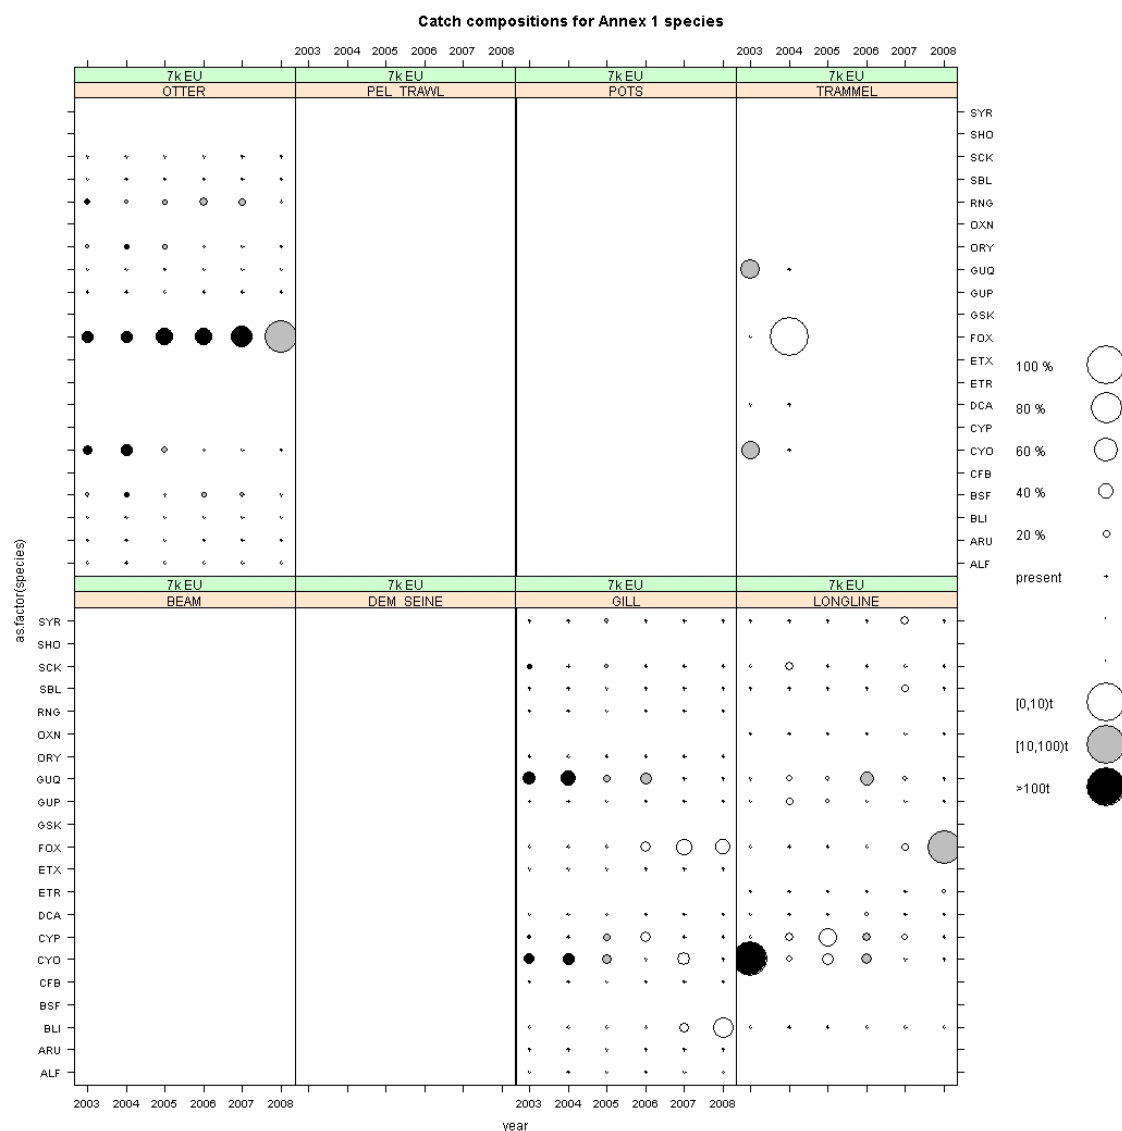 Catch compositions for Annex 1 species
2003 2004 2005 2006 2007 2008
2003 2004 2005 2006 2007 2008
7k EU
OTTER
7k EU
PEL TRAWL
7k EU
POTS
7k EU
TRAMMEL
SYR
SHO
SCK
SBL
RNG
OXN
ORY
GUQ
GUP
GSK
FOX
ETX
ETR
DCA
CYP
CYO
CFB
BSF
BLI
ARU
ALF
as.factor(species)
7k EU
BEAM
7k EU
DEM SEINE
7k EU
GILL
7k EU
LONGLINE
SYR
SHO
SCK
SBL
RNG
OXN
ORY
GUQ
GUP
GSK
FOX
ETX
ETR
DCA
CYP
CYO
CFB
BSF
BLI
ARU
ALF
2003 2004 2005 2006 2007 2008
2003 2004 2005 2006 2007 2008
year
100 %
80 %
60 %
40 %
20 %
present
[0,10)t
[10,100)t
>100t